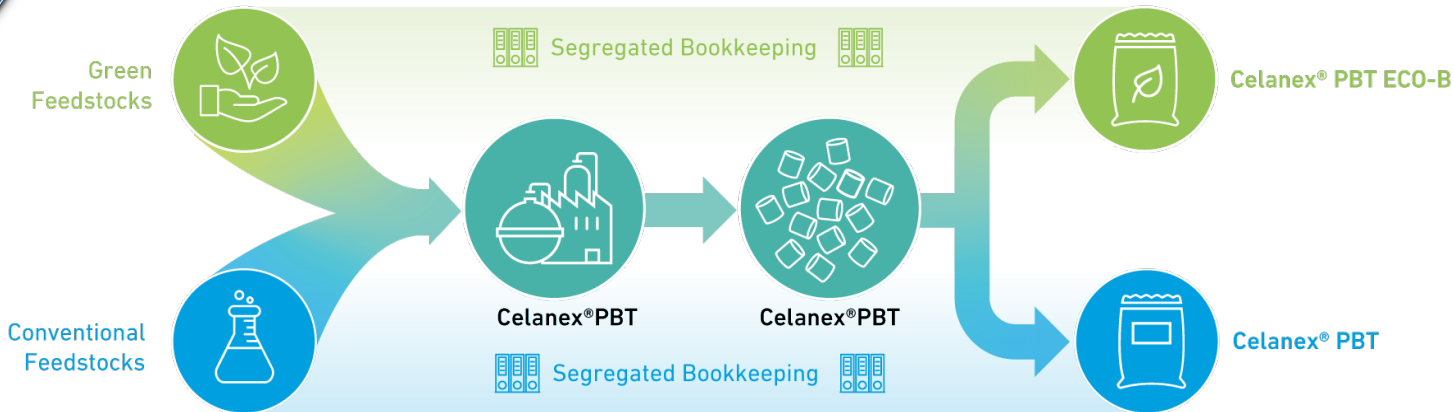 Segregated Bookkeeping
Green
Feedstocks
Celanex® PBT ECO-B
Celanex®PBT
Celanex®PBT
Conventional
Feedstocks
Celanex® PBT
Segregated Bookkeeping